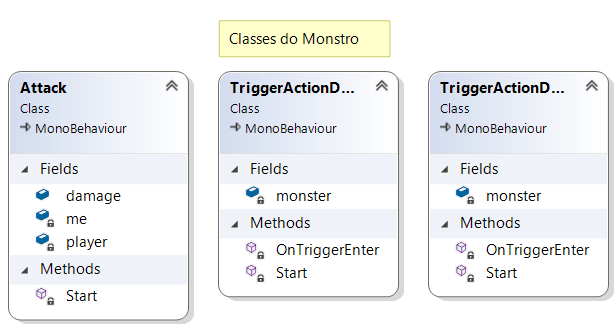 Classes do Monstro
Attack
Class
MonoBehaviour
Fields
damage
me
player
Methods
Start
TriggerActionD...
Class
MonoBehaviour
Fields
monster
Methods
OnTriggerEnter
Start
TriggerActionD...
Class
MonoBehaviour
Fields
monster
Methods
OnTriggerEnter
Start